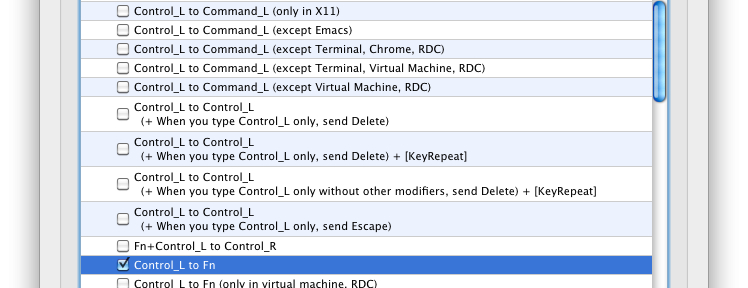 Control_L to Command_L (only in X11)
Control_L to Command_L (except Emacs)
Control_L to Command_L (except Terminal, Chrome, RDC)
Control_L to Command_L (except Terminal, Virtual Machine, RDC)
Control_L to Command_L (except Virtual Machine, RDC)
Control_L to Control_L
(+ When you type Control_L only, send Delete)
Control_L to Control_L
(+ When you type Control_L only, send Delete) + [KeyRepeat]
Control_L to Control_L
(+ When you type Control_L only without other modifiers, send Delete) + [KeyRepeat]
Control_L to Control_L
(+ When you type Control_L only, send Escape)
Fn+Control_L to Control_R
Control_L to Fn
Control_L to Fn (only in virtual machine, RDC)